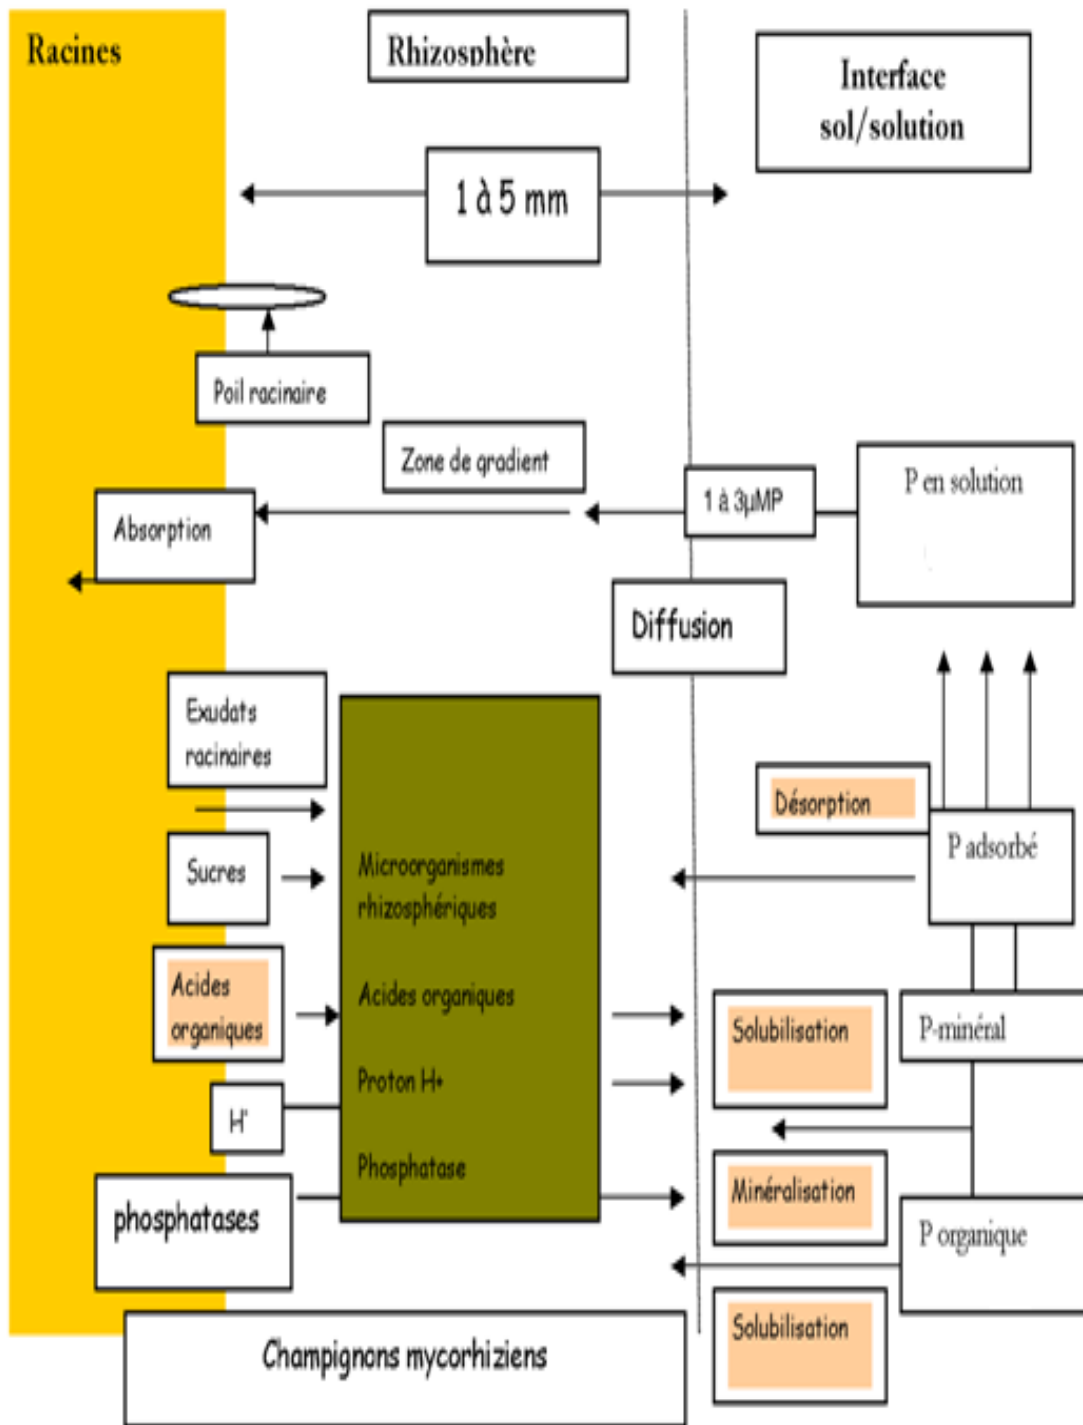 Racines
Rhizosphère
Interface
sol/solution
1 à 5 mm
Poil racinaire
Zone de gradient
1 à 3µMP
P en solution
Absorption
Diffusion
Exudats
racinaires
Désorption
P adsorbé
Sucres
Microorganismes
rhizosphériques
Acides
organiques
Acides organiques
Solubilisation
P-minéral
H⁺
Proton H+
phosphatases
Phosphatase
Minéralisation
P organique
Solubilisation
Champignons mycorhiziens